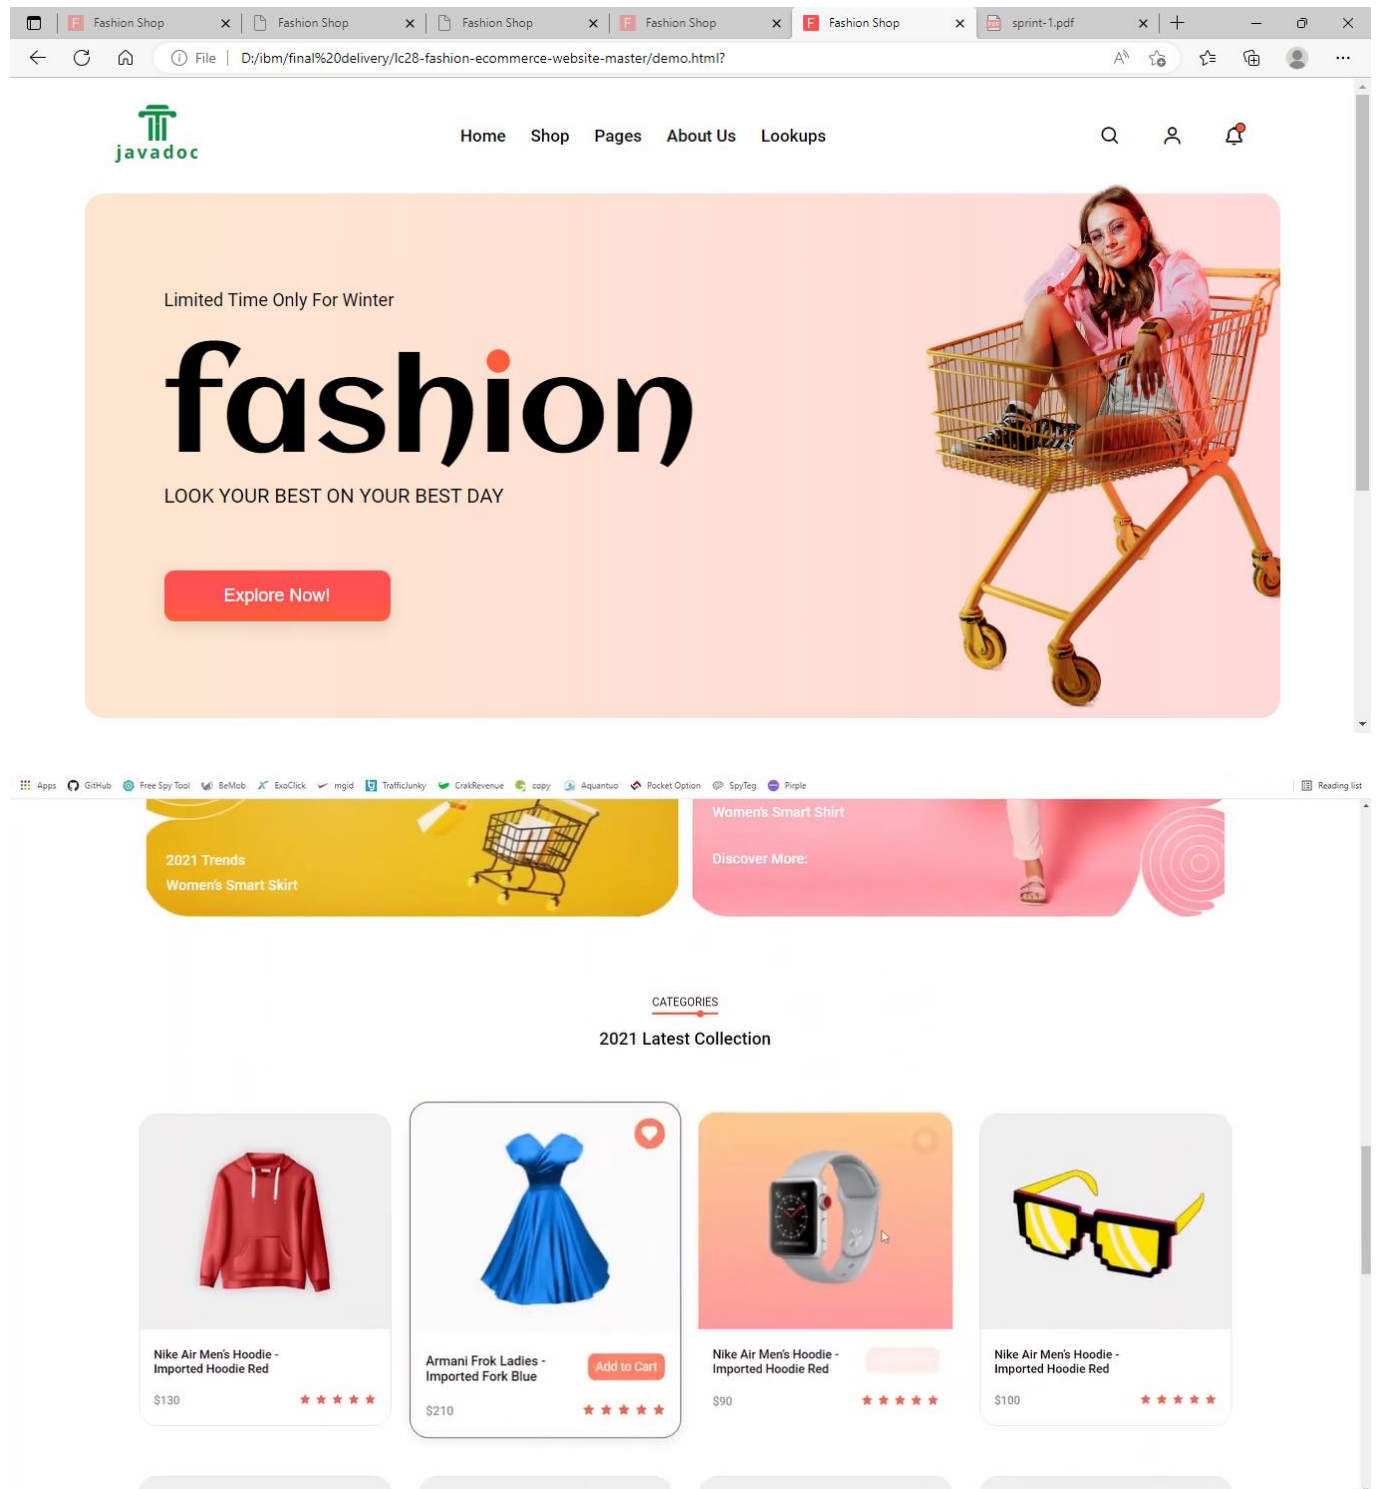 Fashion Shop
Fashion Shop
Fashion Shop
Fashion Shop
Fashion Shop
sprint-1.pdf
File
D:/ibm/final%20delivery/lc28-fashion-ecommerce-website-master/demo.html?
javadoc
Home
Shop
Pages
About Us
Lookups
Limited Time Only For Winter
fashion
LOOK YOUR BEST ON YOUR BEST DAY
Explore Now!
Apps
GitHub
Free Spy Tool
BeMob
ExoClick
mgid
TrafficJunky
CrakRevenue
copy
Aquantuo
Pocket Option
SpyTeg
Pirple
Reading list
2021 Trends
Women's Smart Skirt
Women's Smart Shirt
Discover More:
CATEGORIES
2021 Latest Collection
Nike Air Men's Hoodie -
Imported Hoodie Red
$130
Armani Frok Ladies -
Imported Fork Blue
Add to Cart
$210
Nike Air Men's Hoodie -
Imported Hoodie Red
$90
Nike Air Men's Hoodie -
Imported Hoodie Red
$100